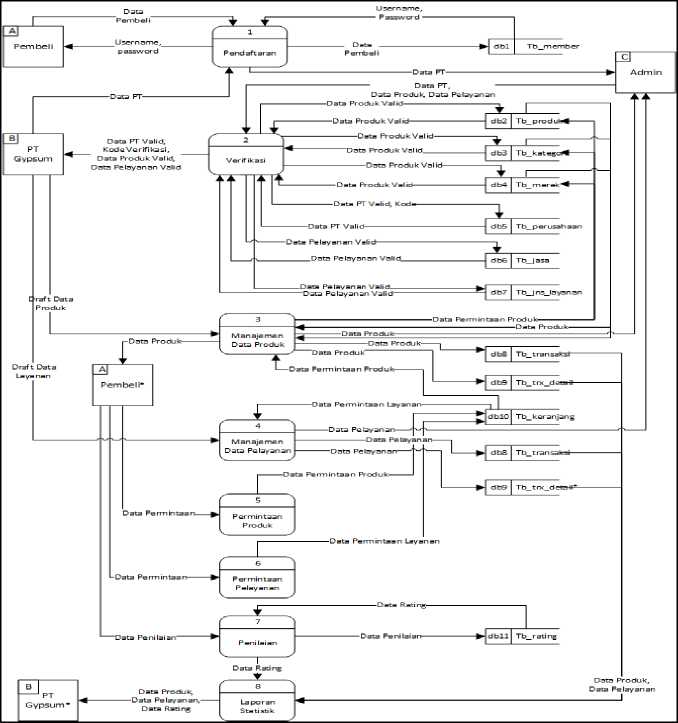 Data
Pembeli
Username,
Password
A
Pembeli
1
Pendaftaran
Username,
password
Data
Pembeli
db1 Tb_member
C
Admin
Data PT
Data PT,
Data Produk, Data Pelayanan
Data PT
Data Produk Valid
Data Produk Valid
db2 Tb_produk
B
PT
Gypsum
Data PT Valid,
Kode Verifikasi,
Data Produk Valid,
Data Pelayanan Valid
2
Verifikasi
Data Produk Valid
Data Produk Valid
db3 Tb_kategori
Data Produk Valid
Data Produk Valid
db4 Tb_merek
Data PT Valid, Kode
Data PT Valid
db5 Tb_perusahaan
Data Pelayanan Valid
Data Pelayanan Valid
db6 Tb_jasa
Data Pelayanan Valid
Data Pelayanan Valid
db7 Tb_jns_layanan
Draft Data
Produk
3
Manajemen
Data Produk
Data Permintaan Produk
Data Produk
Data Produk
Data Produk
Data Produk
Data Produk
db8 Tb_transaksi
Draft Data
Layanan
A
Pembeli*
Data Permintaan Produk
db9 Tb_trx_detail
Data Permintaan Layanan
db10 Tb_keranjang
4
Manajemen
Data Pelayanan
Data Pelayanan
Data Pelayanan
Data Pelayanan
db8 Tb_transaksi
Data Permintaan Produk
db9 Tb_trx_detail*
Data Permintaan
5
Permintaan
Produk
Data Permintaan Layanan
Data Permintaan
6
Permintaan
Pelayanan
Data Rating
Data Penilaian
7
Penilaian
Data Penilaian
db11 Tb_rating
Data Rating
B
PT
Gypsum*
Data Produk,
Data Pelayanan,
Data Rating
8
Laporan
Statistik
Data Produk,
Data Pelayanan